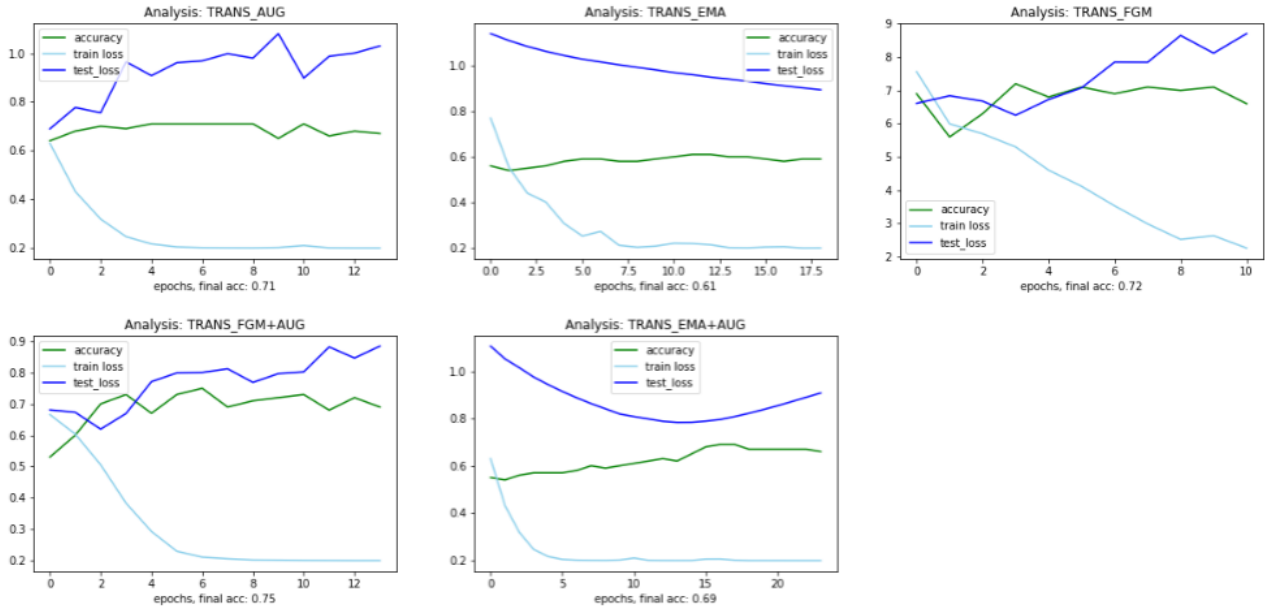 Analysis: TRANS_AUG
accuracy
train loss
test_loss
1.0
0.8
0.6
0.4
0.2
0 2 4 6 8 10 12
epochs, final acc: 0.71
Analysis: TRANS_EMA
accuracy
train loss
test_loss
1.0
0.8
0.6
0.4
0.2
0.0 2.5 5.0 7.5 10.0 12.5 15.0 17.5
epochs, final acc: 0.61
Analysis: TRANS_FGM
9
8
7
6
5
4
3
2
accuracy
train loss
test_loss
0 2 4 6 8 10
epochs, final acc: 0.72
Analysis: TRANS_FGM+AUG
accuracy
train loss
test_loss
0.9
0.8
0.7
0.6
0.5
0.4
0.3
0.2
0 2 4 6 8 10 12
epochs, final acc: 0.75
Analysis: TRANS_EMA+AUG
accuracy
train loss
test_loss
1.0
0.8
0.6
0.4
0.2
0 5 10 15 20
epochs, final acc: 0.69